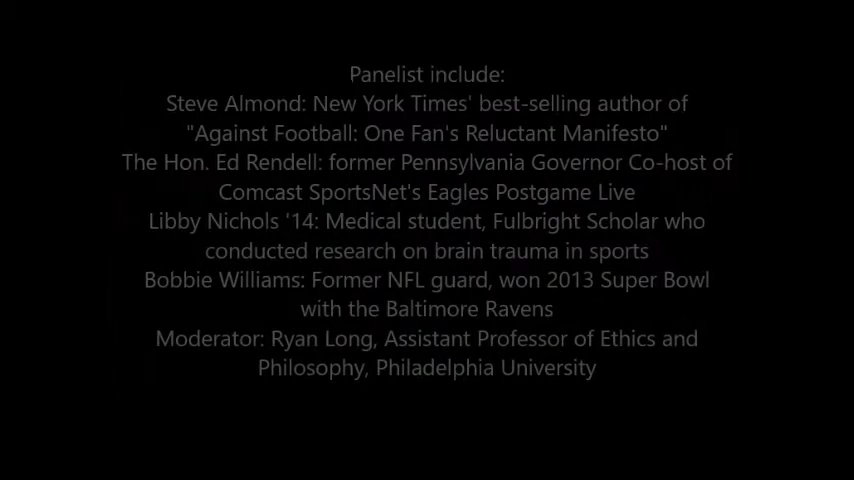 Panelist include:
Steve Almond: New York Times' best-selling author of
"Against Football: One Fan's Reluctant Manifesto"
The Hon. Ed Rendell: former Pennsylvania Governor Co-host of
Comcast SportsNet's Eagles Postgame Live
Libby Nichols '14: Medical student, Fulbright Scholar who
conducted research on brain trauma in sports
Bobbie Williams: Former NFL guard, won 2013 Super Bowl
with the Baltimore Ravens
Moderator: Ryan Long, Assistant Professor of Ethics and
Philosophy, Philadelphia University